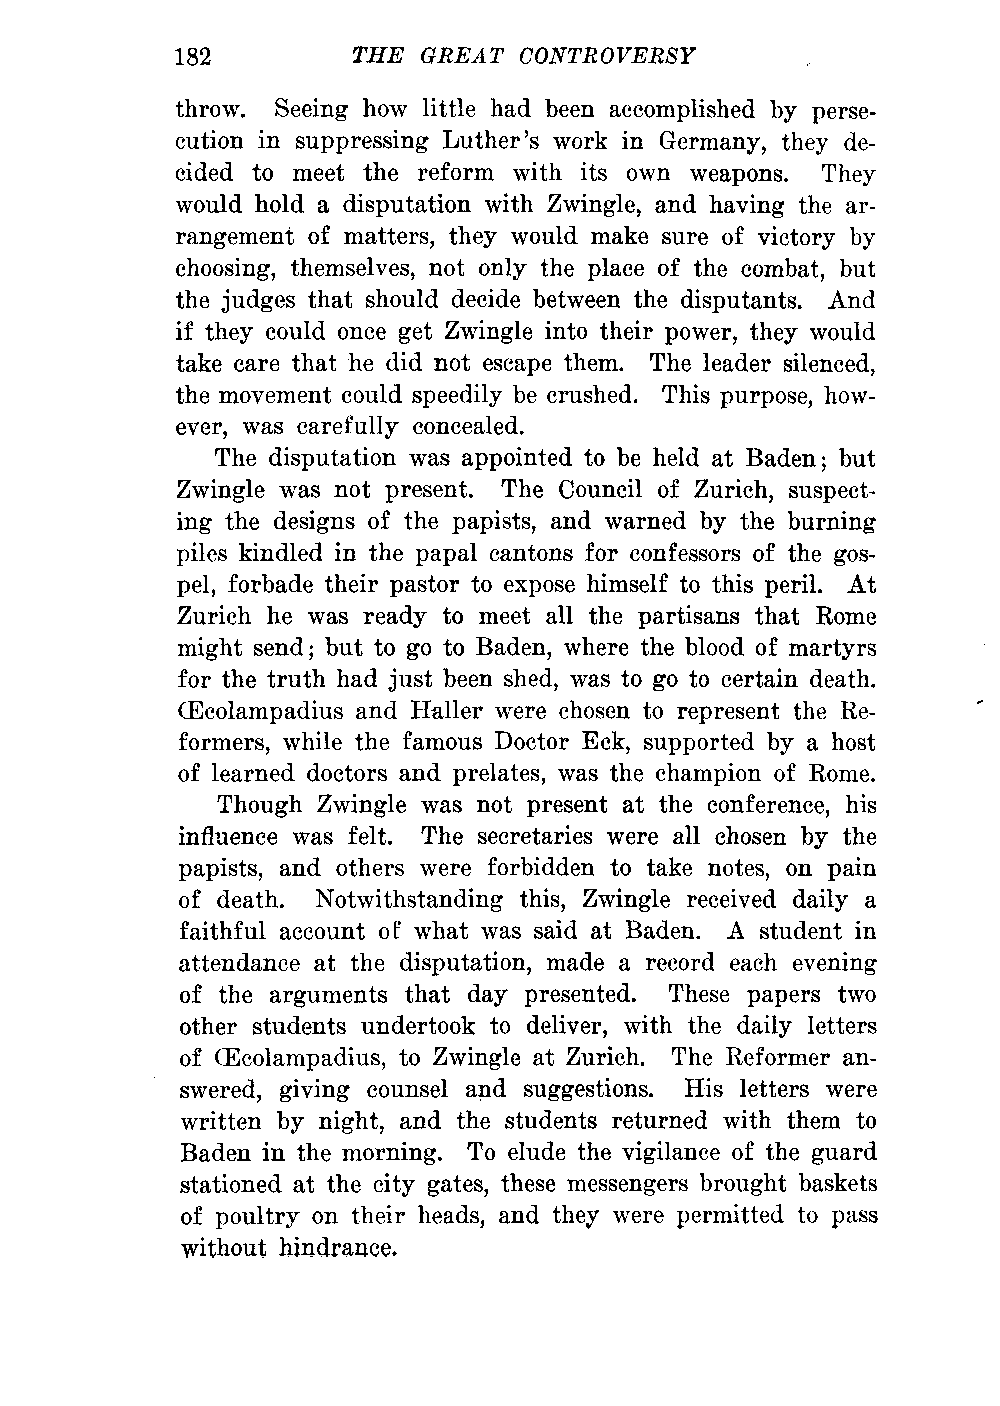 182 THE GREAT CONTROVERSY
throw. Seeing how little had been accomplished by perse-
cution in suppressing Luther's work in Germany, they de-
cided to meet the reform with its own weapons. They
would hold a disputation with Zwingle, and having the ar-
rangement of matters, they would make sure of victory by
choosing, themselves, not only the place of the combat, but
the judges that should decide between the disputants. And
if they could once get Zwingle into their power, they would
take care that he did not escape them. The leader silenced,
the movement could speedily be crushed. This purpose, how-
ever, was carefully concealed.
The disputation was appointed to be held at Baden; but
Zwingle was not present. The Council of Zurich, suspect-
ing the designs of the papists, and warned by the burning
piles kindled in the papal cantons for confessors of the gos-
pel, forbade their pastor to expose himself to this peril. At
Zurich he was ready to meet all the partisans that Rome
might send; but to go to Baden, where the blood of martyrs
for the truth had just been shed, was to go to certain death.
Œcolampadius and Haller were chosen to represent the Re-
formers, while the famous Doctor Eck, supported by a host
of learned doctors and prelates, was the champion of Rome.
Though Zwingle was not present at the conference, his
influence was felt. The secretaries were all chosen by the
papists, and others were forbidden to take notes, on pain
of death. Notwithstanding this, Zwingle received daily a
faithful account of what was said at Baden. A student in
attendance at the disputation, made a record each evening
of the arguments that day presented. These papers two
other students undertook to deliver, with the daily letters
of Œcolampadius, to Zwingle at Zurich. The Reformer an-
swered, giving counsel and suggestions. His letters were
written by night, and the students returned with them to
Baden in the morning. To elude the vigilance of the guard
stationed at the city gates, these messengers brought baskets
of poultry on their heads, and they were permitted to pass
without hindrance.